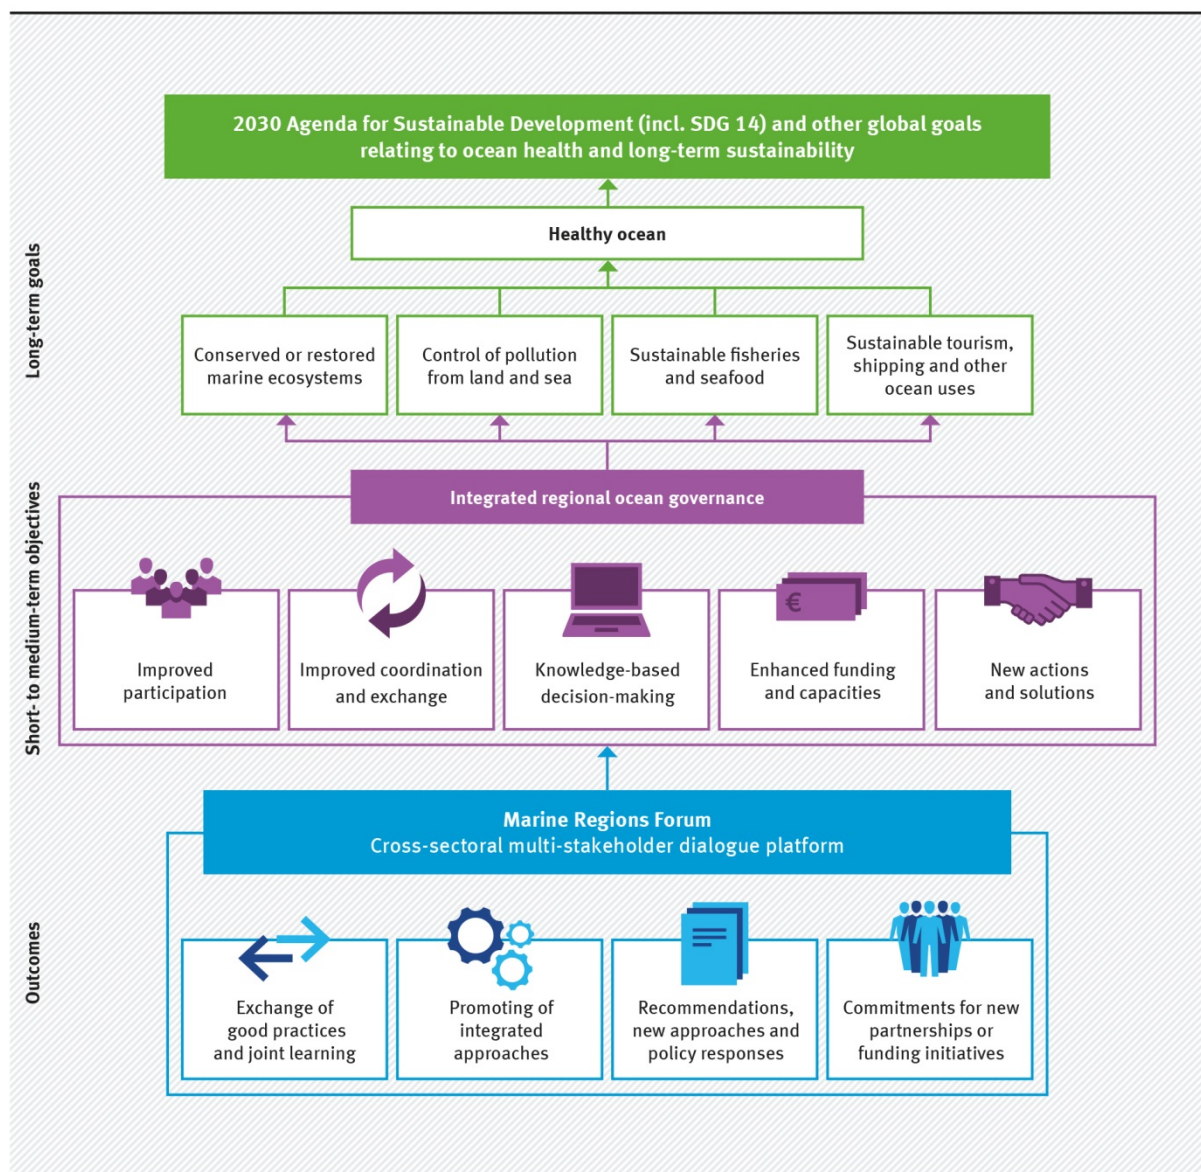 2030 Agenda for Sustainable Development (incl. SDG 14) and other global goals
relating to ocean health and long-term sustainability
Healthy ocean
Long-term goals
Conserved or restored
marine ecosystems
Control of pollution
from land and sea
Sustainable fisheries
and seafood
Sustainable tourism,
shipping and other
ocean uses
Integrated regional ocean governance
Short- to medium-term objectives
Improved
participation
Improved coordination
and exchange
Knowledge-based
decision-making
€
Enhanced funding
and capacities
New actions
and solutions
Marine Regions Forum
Cross-sectoral multi-stakeholder dialogue platform
Outcomes
Exchange of
good practices
and joint learning
Promoting of
integrated
approaches
Recommendations,
new approaches and
policy responses
Commitments for new
partnerships or
funding initiatives